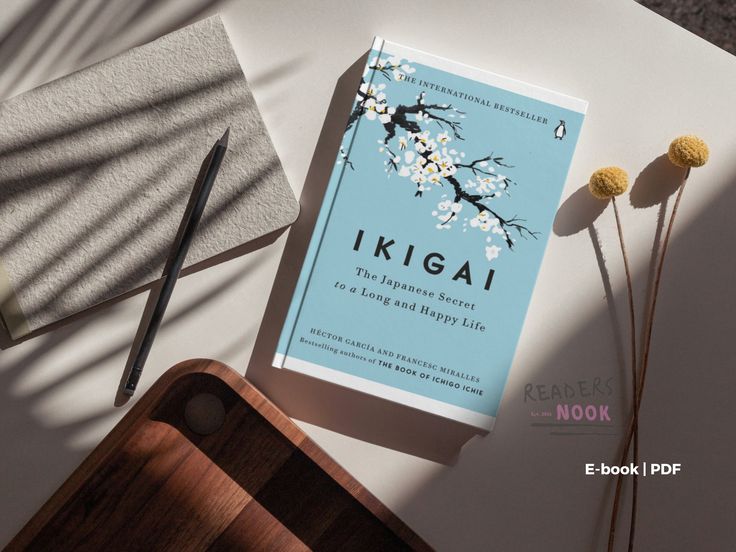 THE INTERNATIONAL BESTSELLER
IKIGAI
The Japanese Secret
to a Long and Happy Life
HÉCTOR GARCÍA AND FRANCESC MIRALLES
Bestselling authors of THE BOOK OF ICHIGO ICHIE
READERS
NOOK
E-book | PDF